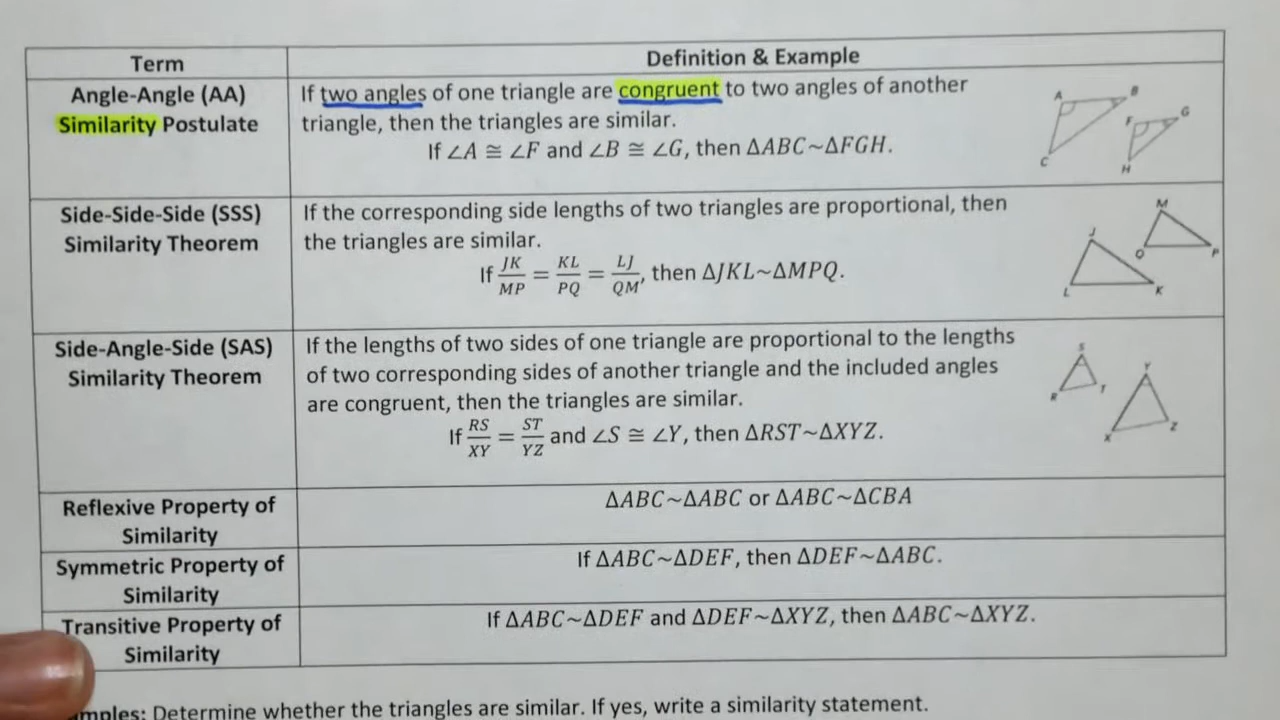 Term
Definition & Example
Angle-Angle (AA)
Similarity Postulate
If two angles of one triangle are congruent to two angles of another
triangle, then the triangles are similar.
If ∠A ≅ ∠F and ∠B ≅ ∠G, then ΔABC~ΔFGH.
A
B
C
F
G
H
Side-Side-Side (SSS)
Similarity Theorem
If the corresponding side lengths of two triangles are proportional, then
the triangles are similar.
If JK/MP = KL/PQ = LJ/QM, then ΔJKL~ΔMPQ.
M
J
Q
P
L
K
Side-Angle-Side (SAS)
Similarity Theorem
If the lengths of two sides of one triangle are proportional to the lengths
of two corresponding sides of another triangle and the included angles
are congruent, then the triangles are similar.
If RS/XY = ST/YZ and ∠S ≅ ∠Y, then ΔRST~ΔXYZ.
S
R
T
Y
X
Z
Reflexive Property of
Similarity
ΔABC~ΔABC or ΔABC~ΔCBA
Symmetric Property of
Similarity
If ΔABC~ΔDEF, then ΔDEF~ΔABC.
Transitive Property of
Similarity
If ΔABC~ΔDEF and ΔDEF~ΔXYZ, then ΔABC~ΔXYZ.
mples: Determine whether the triangles are similar. If yes, write a similarity statement.